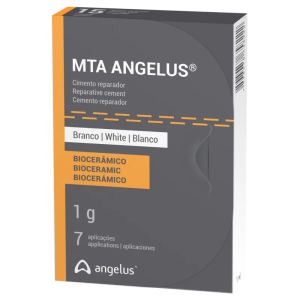 MTA ANGELUS®
Cimento reparador
Reparative cement
Cemento reparador
Branco | White | Blanco
BIOCERÂMICO
BIOCERAMIC
BIOCERÁMICO
1 g
7 aplicações
applications | aplicaciones
angelus®